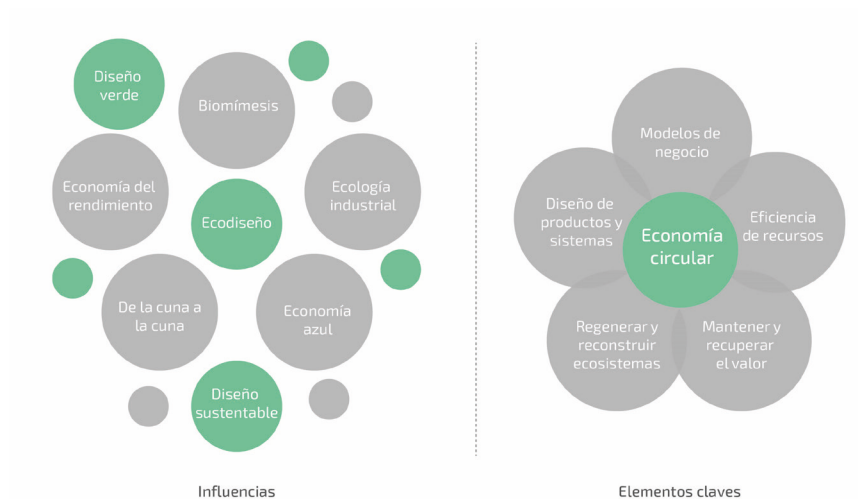 Diseño
verde
Biomímesis
Economía del
rendimiento
Ecología
industrial
Ecodiseño
De la cuna a
la cuna
Economía
azul
Diseño
sustentable
Influencias
Modelos de
negocio
Diseño de
productos y
sistemas
Eficiencia
de recursos
Economía
circular
Regenerar y
reconstruir
ecosistemas
Mantener y
recuperar
el valor
Elementos claves